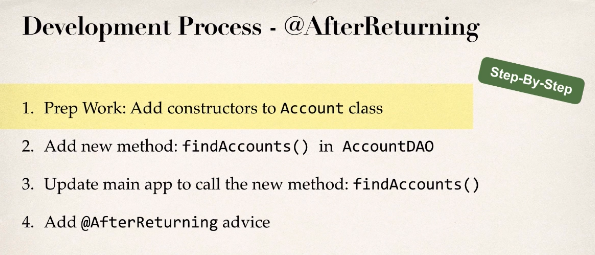 Development Process - @AfterReturning
Step-By-Step
1. Prep Work: Add constructors to Account class
2. Add new method: findAccounts() in AccountDAO
3. Update main app to call the new method: findAccounts()
4. Add @AfterReturning advice